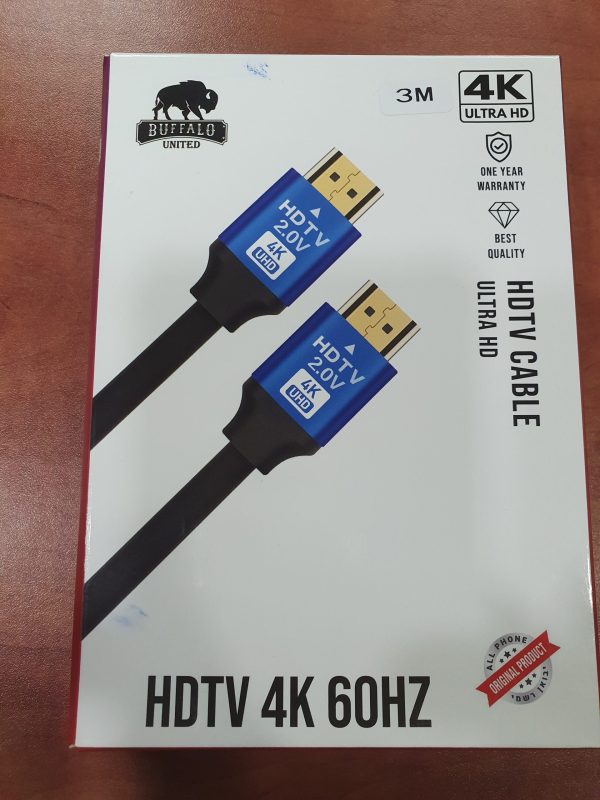 BUFFALO
UNITED
3M
4K
ULTRA HD
ONE YEAR
WARRANTY
BEST
QUALITY
HDTV CABLE
ULTRA HD
HDTV
2.0V
4K
UHD
HDTV
2.0V
4K
UHD
ALL PHONE
ORIGINAL PRODUCT
HDTV 4K 60HZ